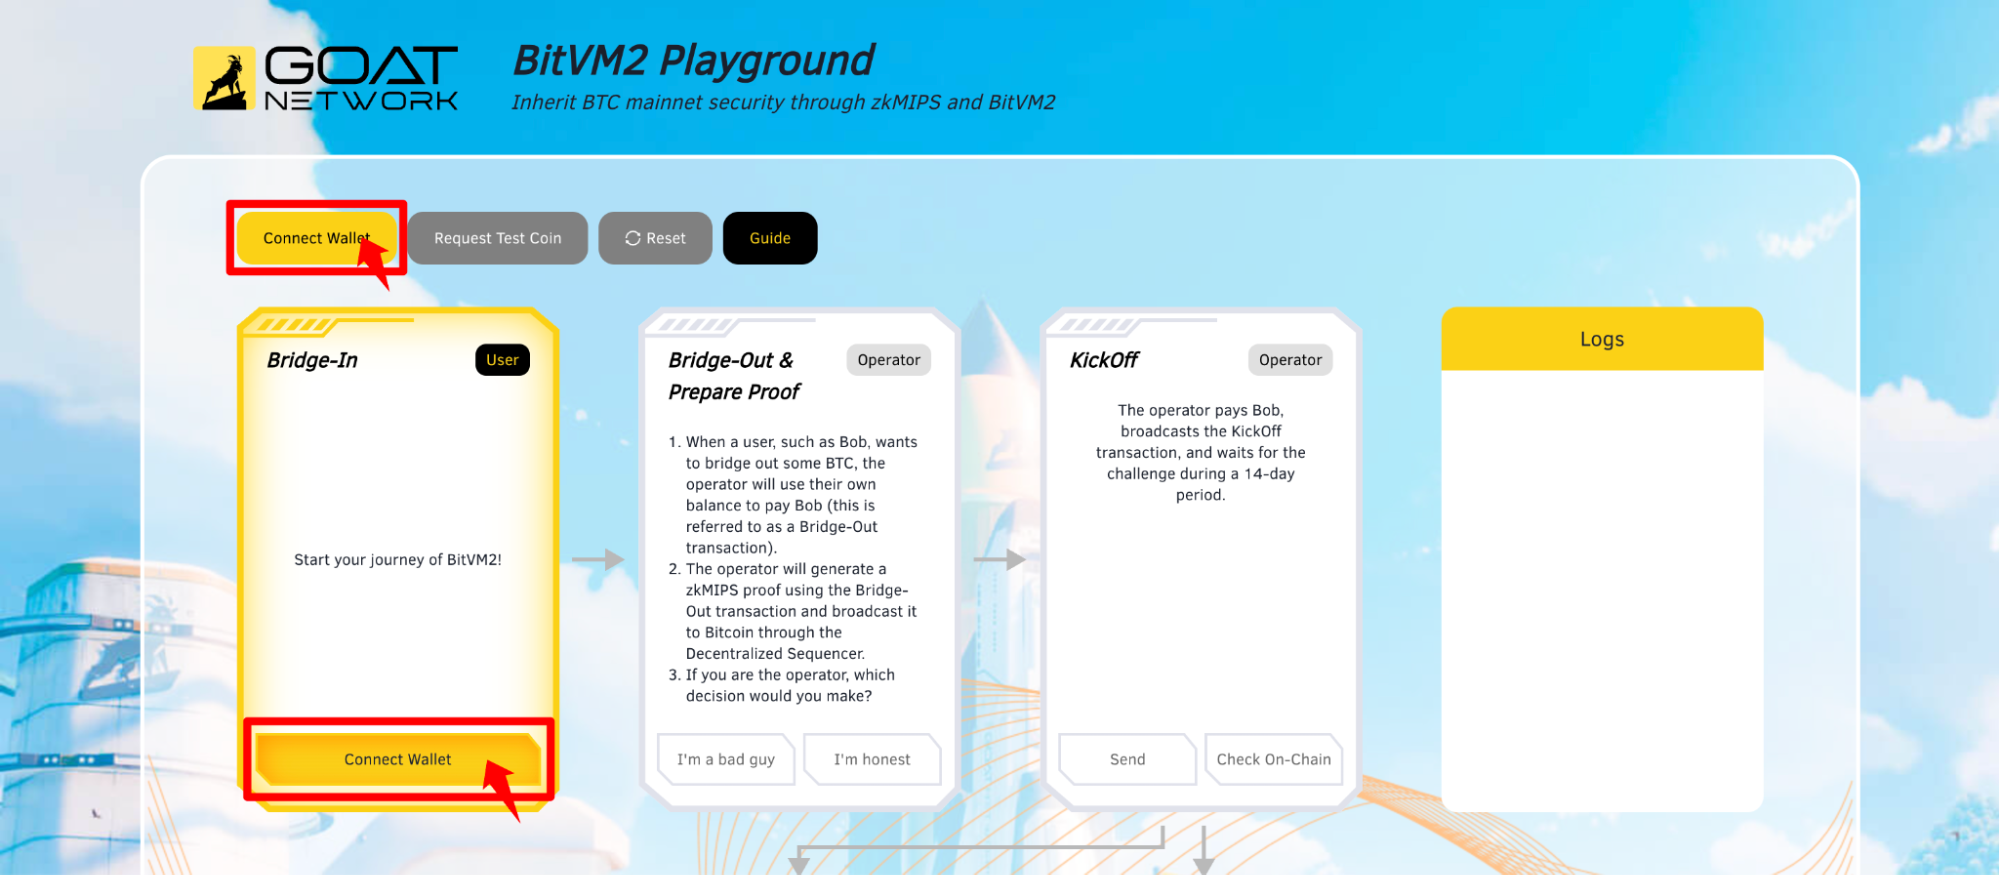 GOAT
NETWORK
BitVM2 Playground
Inherit BTC mainnet security through zkMIPS and BitVM2
Connect Wallet
Request Test Coin
Reset
Guide
Bridge-In
User
Start your journey of BitVM2!
Connect Wallet
Bridge-Out &
Prepare Proof
Operator
1. When a user, such as Bob, wants
to bridge out some BTC, the
operator will use their own
balance to pay Bob (this is
referred to as a Bridge-Out
transaction).
2. The operator will generate a
zkMIPS proof using the Bridge-
Out transaction and broadcast it
to Bitcoin through the
Decentralized Sequencer.
3. If you are the operator, which
decision would you make?
I'm a bad guy
I'm honest
KickOff
Operator
The operator pays Bob,
broadcasts the KickOff
transaction, and waits for the
challenge during a 14-day
period.
Send
Check On-Chain
Logs